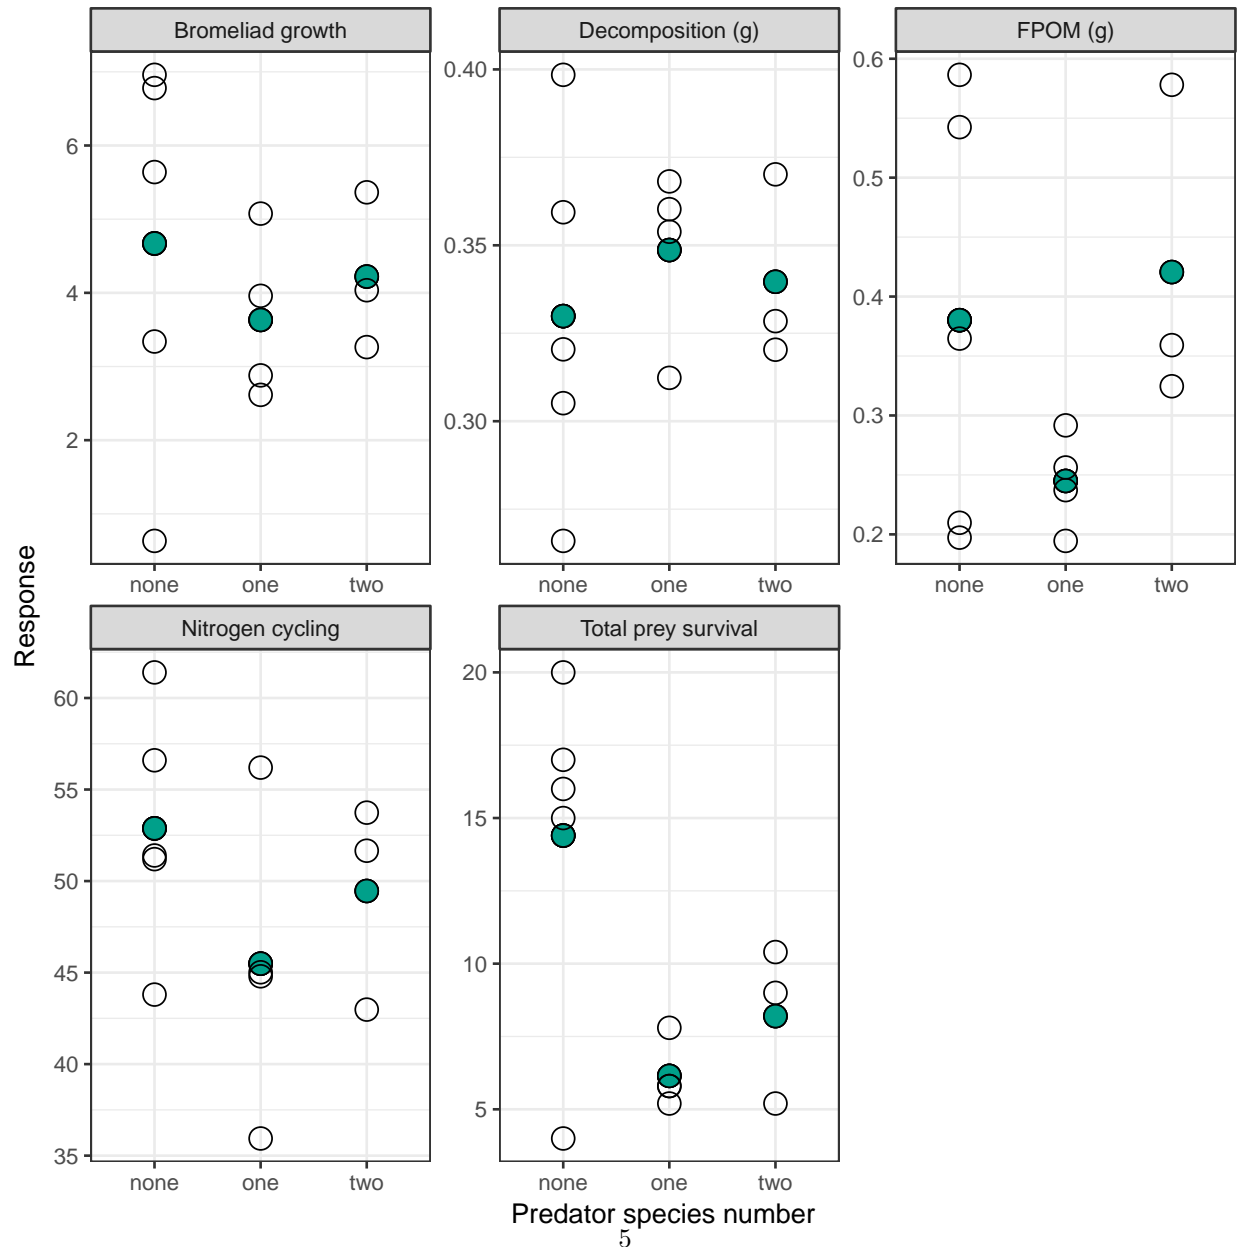 Bromeliad growth
Decomposition (g)
FPOM (g)
6
4
2
0.40
0.35
0.30
0.6
0.5
0.4
0.3
0.2
none one two
none one two
none one two
Response
Nitrogen cycling
Total prey survival
60
55
50
45
40
35
20
15
10
5
none one two
none one two
Predator species number
5